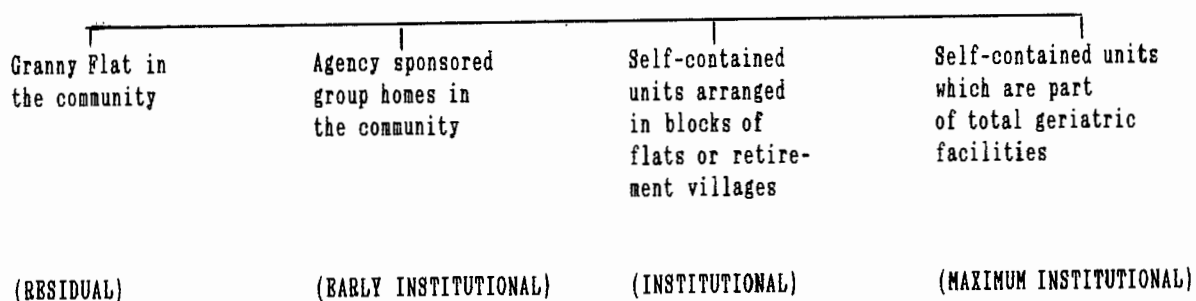 Granny Flat in
the community
Agency sponsored
group homes in
the community
Self-contained
units arranged
in blocks of
flats or retire-
ment villages
Self-contained units
which are part
of total geriatric
facilities
(RESIDUAL)
(EARLY INSTITUTIONAL)
(INSTITUTIONAL)
(MAXIMUM INSTITUTIONAL)